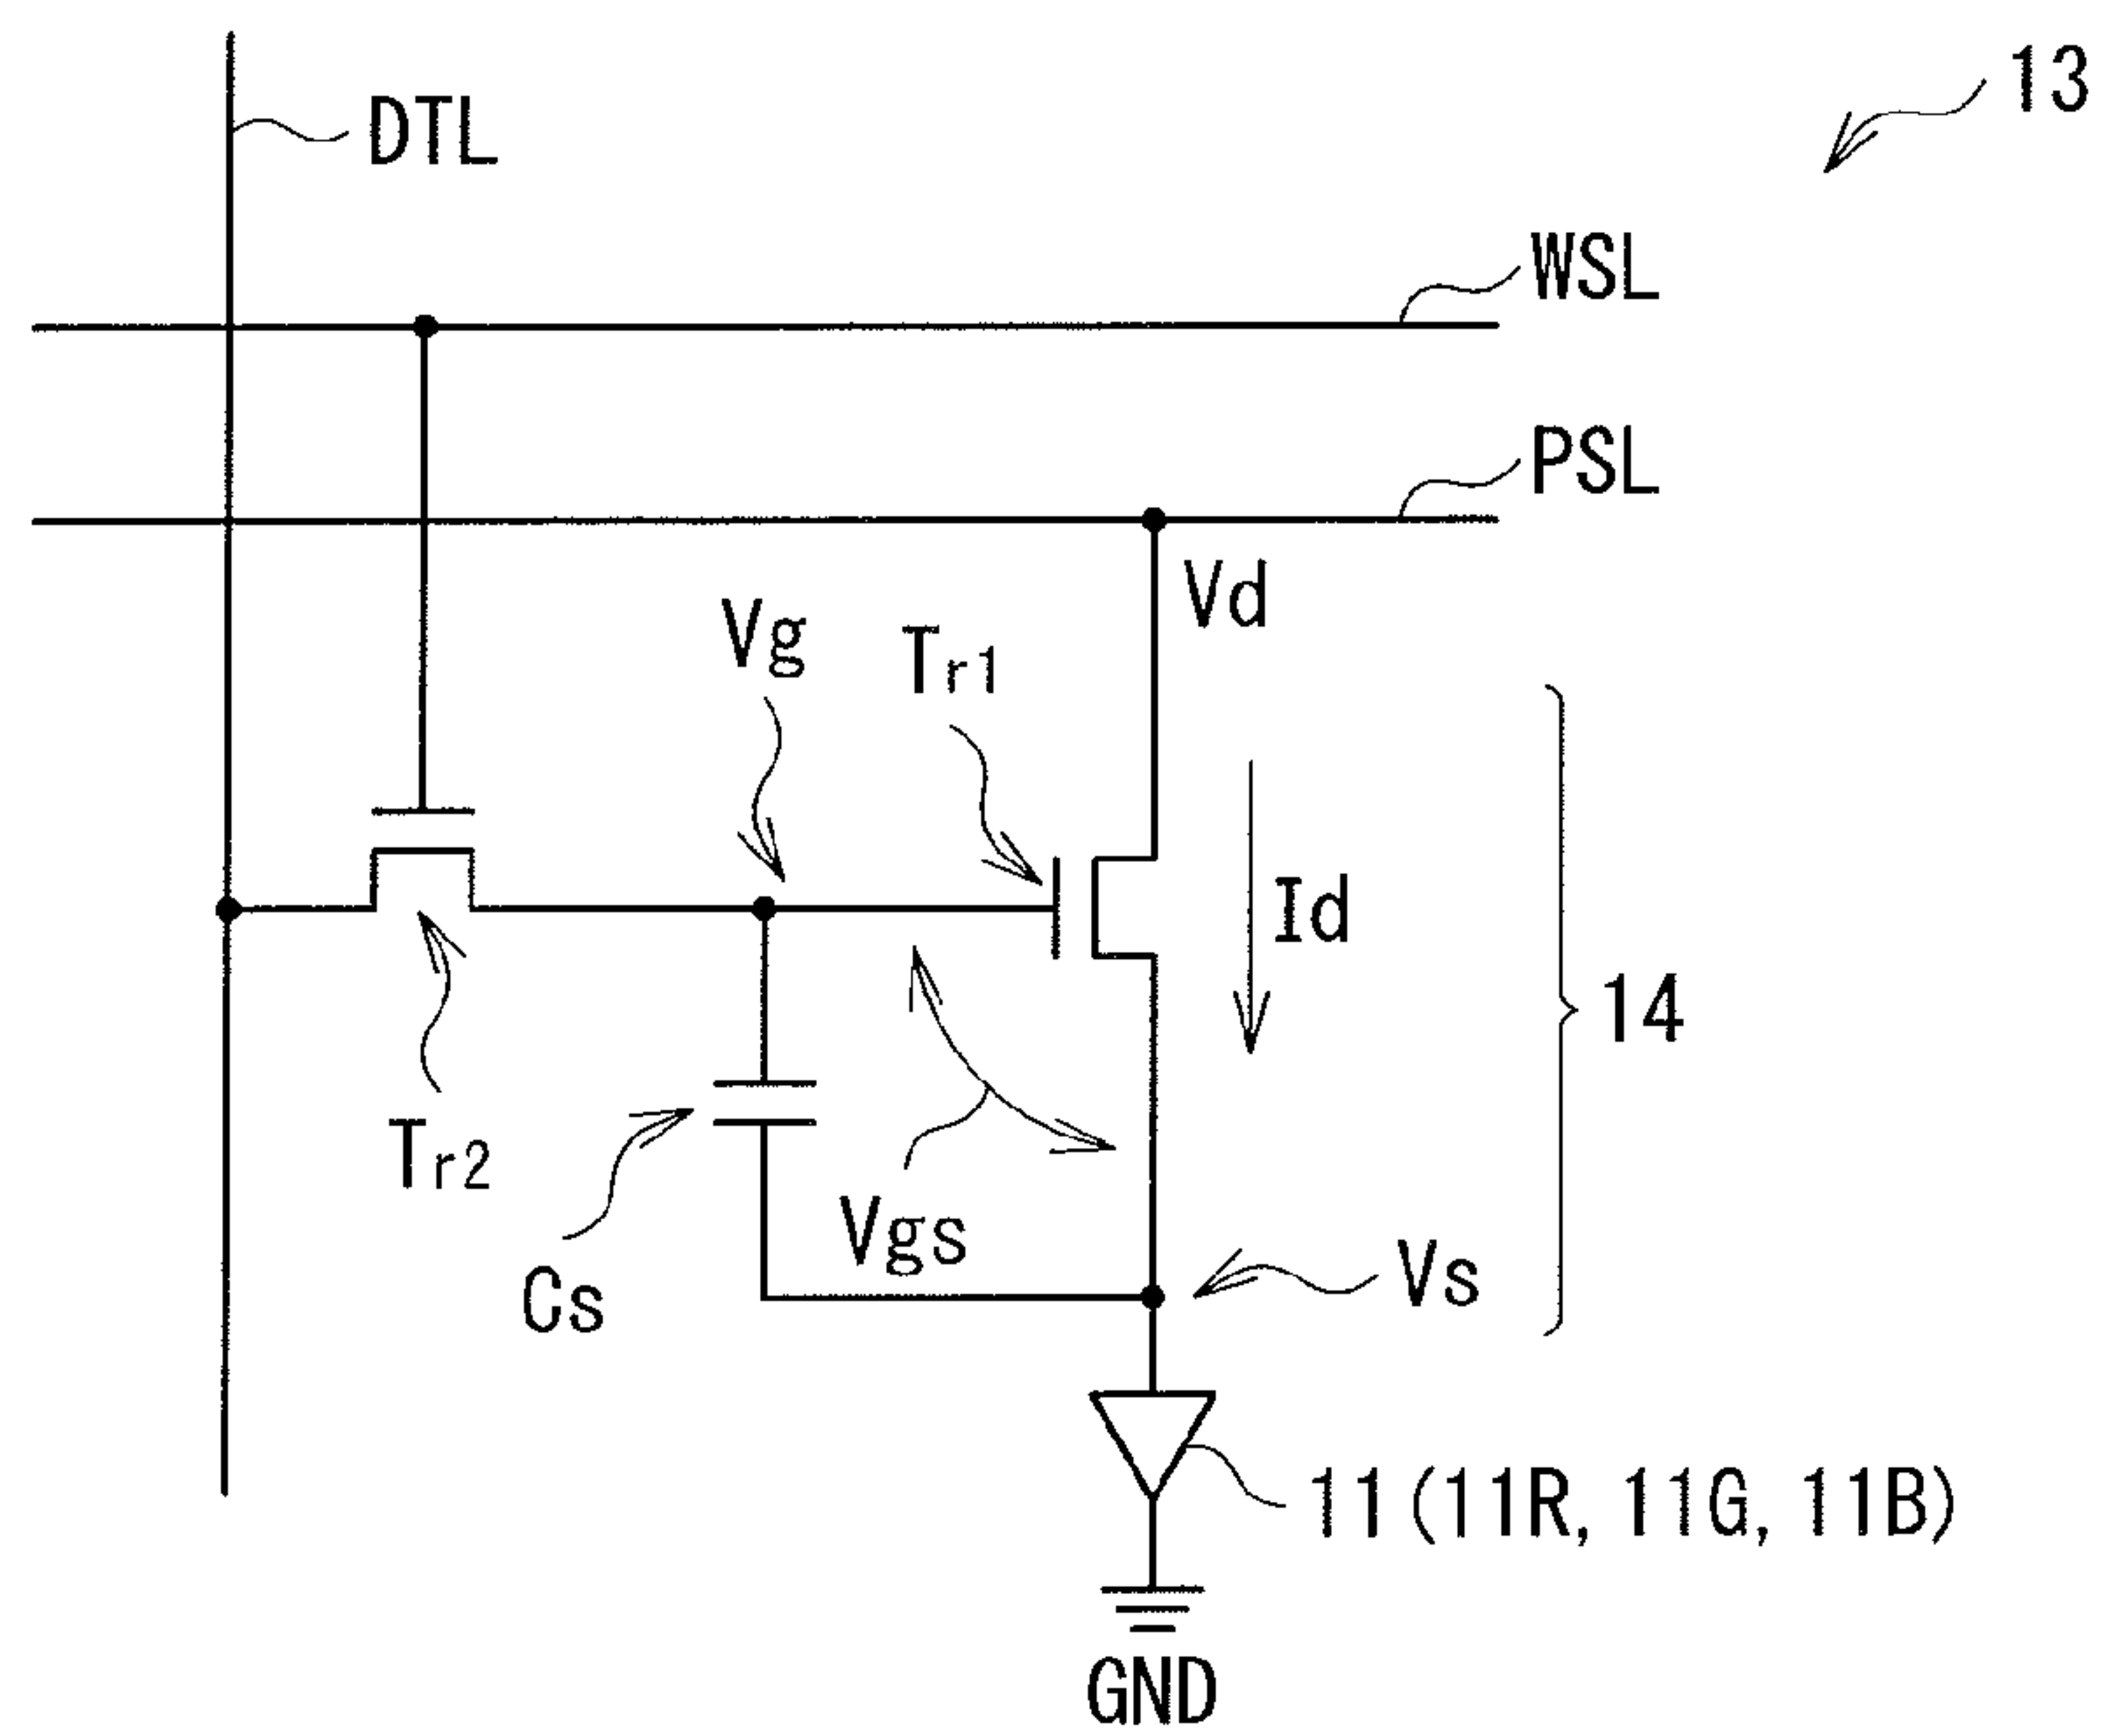 13
DTL
WSL
PSL
Vd
Vg
Tr1
Id
14
Tr2
Vgs
Cs
Vs
11(11R, 11G, 11B)
GND